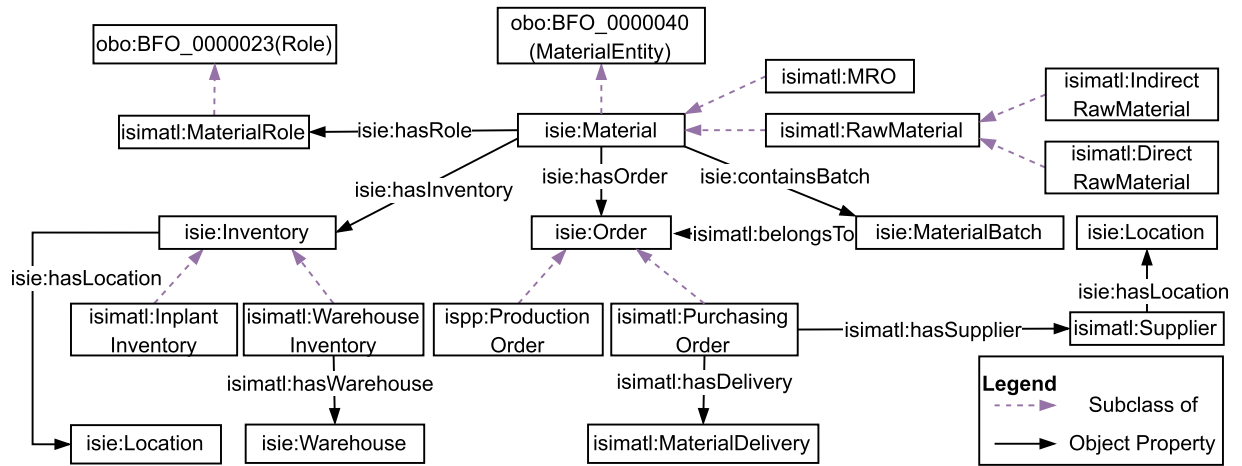 obo:BFO_0000023(Role)
obo:BFO_0000040
(MaterialEntity)
isimatl:MRO
isimatl:Indirect
RawMaterial
isimatl:MaterialRole
isie:hasRole
isie:Material
isimatl:RawMaterial
isimatl:Direct
RawMaterial
isie:hasInventory
isie:hasOrder
isie:containsBatch
isie:Inventory
isie:Order
isimatl:belongsTo
isie:MaterialBatch
isie:Location
isie:hasLocation
isie:hasLocation
isimatl:Inplant
Inventory
isimatl:Warehouse
Inventory
ispp:Production
Order
isimatl:Purchasing
Order
isimatl:hasSupplier
isimatl:Supplier
isimatl:hasWarehouse
isimatl:hasDelivery
isie:Location
isie:Warehouse
isimatl:MaterialDelivery
Legend
Subclass of
Object Property